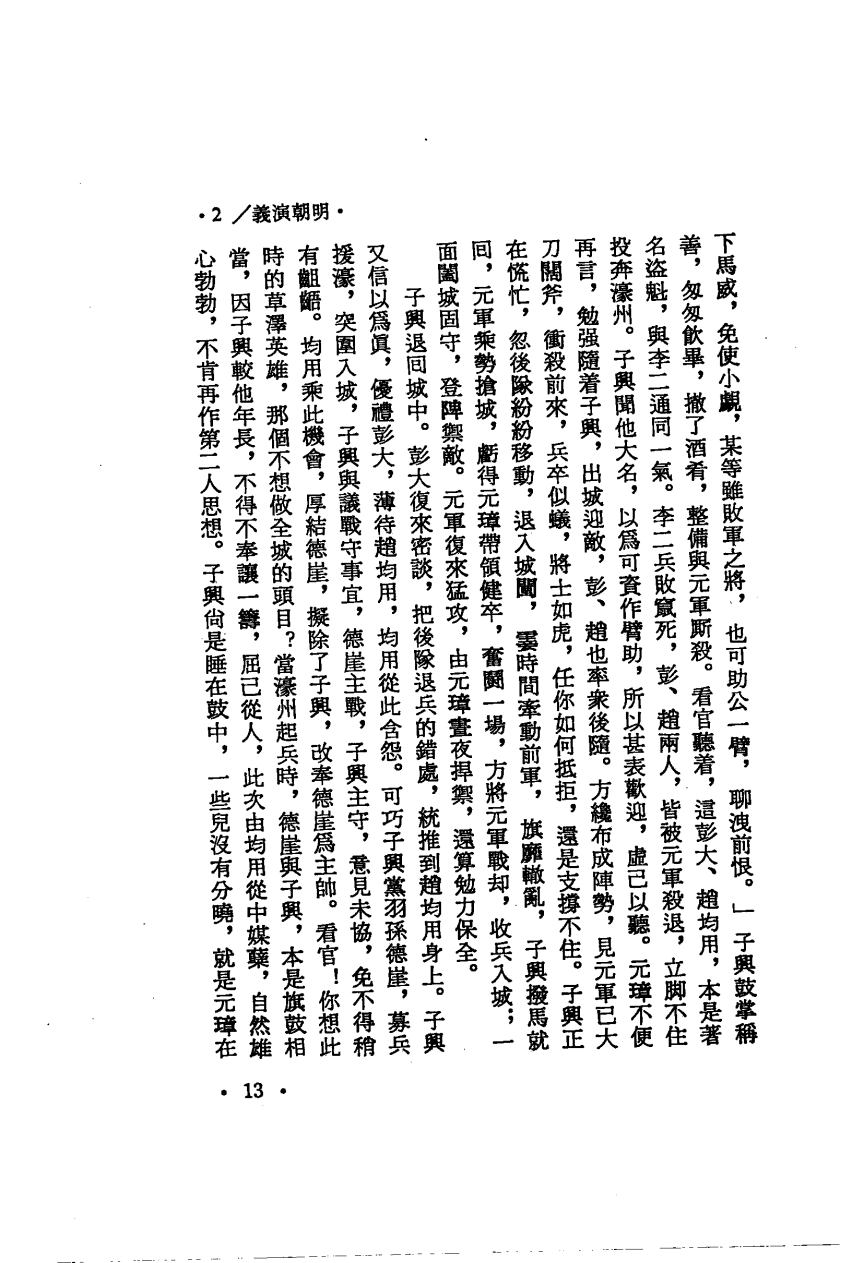 •2／義演朝明•
下馬威，免使小覷，某等雖敗軍之將，也可助公一臂，聊洩前恨。」子興鼓掌稱
善，匆匆飲畢，撤了酒肴，整備與元軍厮殺。看官聽着，這彭大、趙均用，本是著
名盜魁，與李二通同一氣。李二兵敗竄死，彭、趙兩人，皆被元軍殺退，立脚不住
投奔濠州。子興聞他大名，以爲可資作臂助，所以甚表歡迎，虛己以聽。元璋不便
再言，勉强隨着子興，出城迎敵，彭、趙也率衆後隨。方纔布成陣勢，見元軍已大
刀闊斧，衝殺前來，兵卒似蟻，將士如虎，任你如何抵拒，還是支撐不住。子興正
在慌忙，忽後隊紛紛移動，退入城闉，霎時間牽動前軍，旗靡轍亂，子興撥馬就
囘，元軍乘勢搶城，虧得元璋帶領健卒，奮鬭一場，方將元軍戰却，收兵入城；一
面闔城固守，登陴禦敵。元軍復來猛攻，由元璋晝夜捍禦，還算勉力保全。
子興退囘城中。彭大復來密談，把後隊退兵的錯處，統推到趙均用身上。子興
又信以爲眞，優禮彭大，薄待趙均用，均用從此含怨。可巧子興黨羽孫德崖，募兵
援濠，突圍入城，子興與議戰守事宜，德崖主戰，子興主守，意見未協，免不得稍
有齟齬。均用乘此機會，厚結德崖，擬除了子興，改奉德崖爲主帥。看官！你想此
時的草澤英雄，那個不想做全城的頭目？當濠州起兵時，德崖與子興，本是旗鼓相
當，因子興較他年長，不得不奉讓一籌，屈己從人，此次由均用從中媒糵，自然雄
心勃勃，不肯再作第二人思想。子興尙是睡在鼓中，一些兒沒有分曉，就是元璋在
•13•